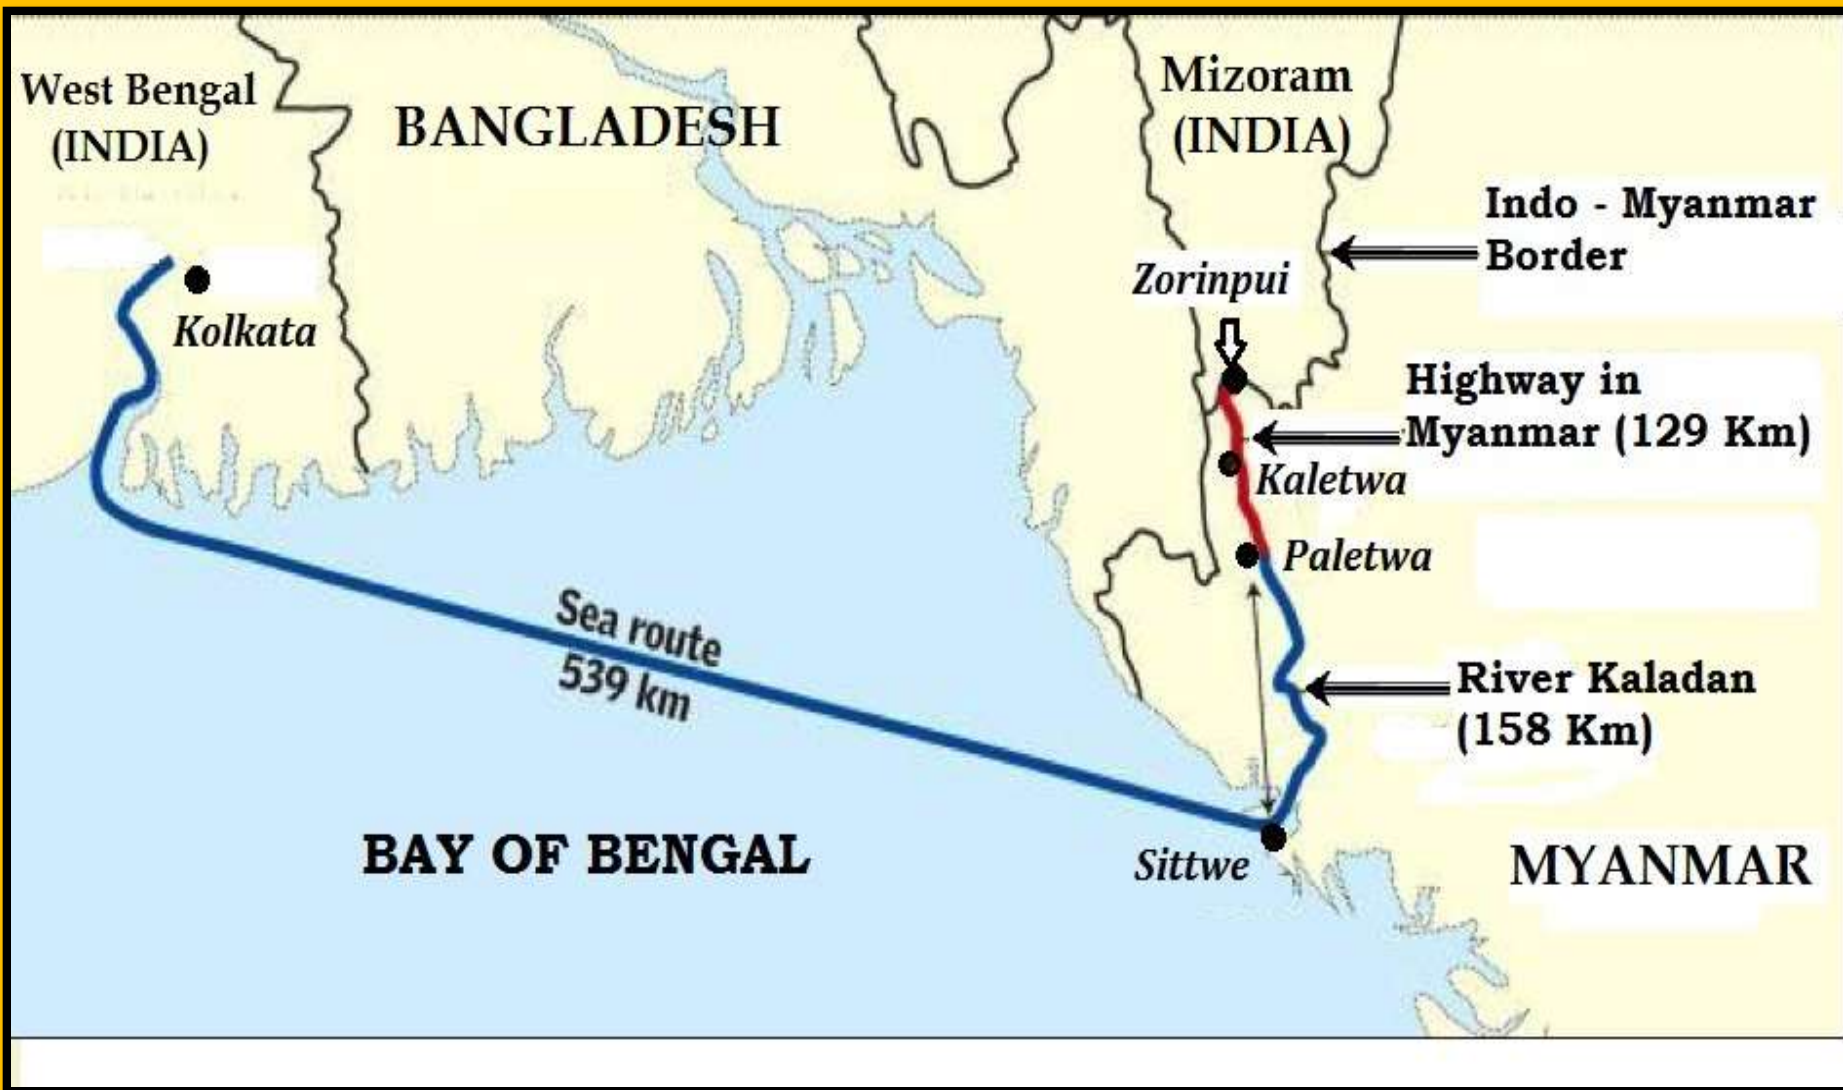 West Bengal
(INDIA)
BANGLADESH
Mizoram
(INDIA)
Indo - Myanmar
Border
Zorinpui
Kolkata
Highway in
Myanmar (129 Km)
Kaletwa
Paletwa
Sea route
539 km
River Kaladan
(158 Km)
BAY OF BENGAL
Sittwe
MYANMAR